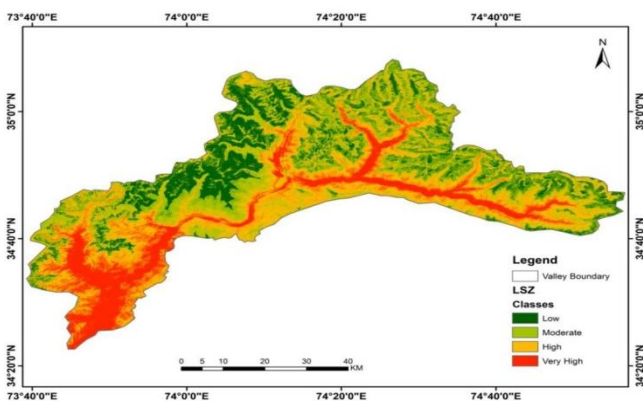 73°40'0"E 74°0'0"E 74°20'0"E 74°40'0"E
N
35°0'0"N 35°0'0"N
34°40'0"N 34°40'0"N
34°20'0"N 34°20'0"N
Legend
Valley Boundary
LSZ
Classes
Low
Moderate
High
Very High
0 5 10 20 30 40
KM
73°40'0"E 74°0'0"E 74°20'0"E 74°40'0"E